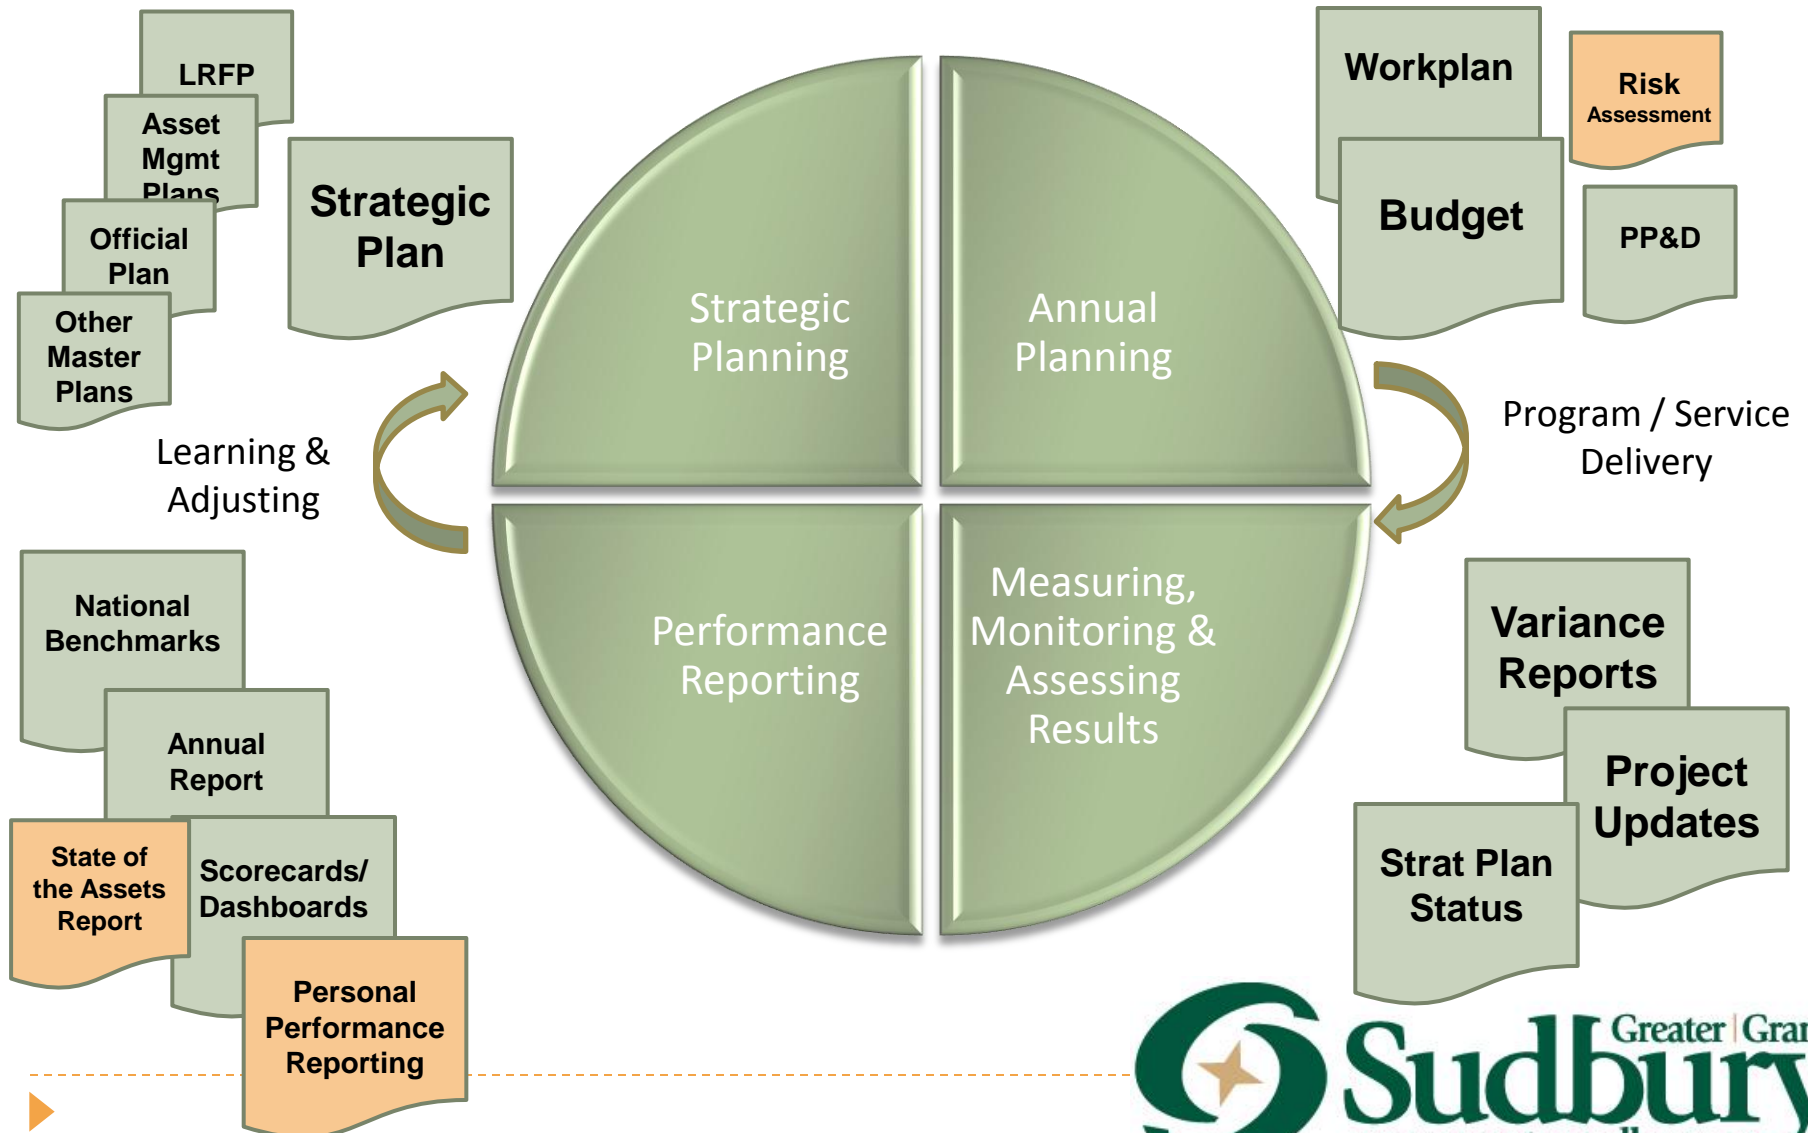 LRFP
Asset
Mgmt
Plans
Official
Plan
Other
Master
Plans
Strategic
Plan
Strategic
Planning
Annual
Planning
Workplan
Risk
Assessment
Budget
PP&D
Learning &
Adjusting
Program / Service
Delivery
National
Benchmarks
Annual
Report
State of
the Assets
Report
Scorecards/
Dashboards
Personal
Performance
Reporting
Performance
Reporting
Measuring,
Monitoring &
Assessing
Results
Variance
Reports
Project
Updates
Strat Plan
Status
Greater | Gran
Sudbury